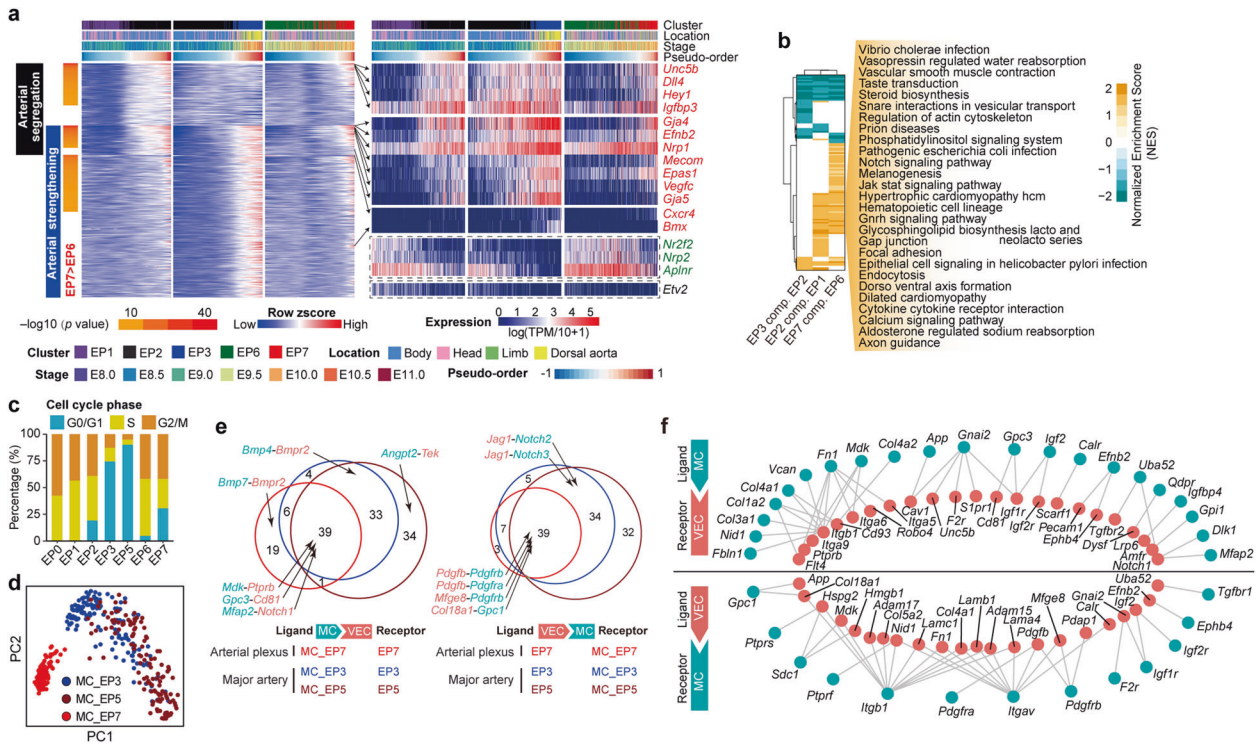 a
Cluster
Location
Stage
Pseudo-order
Arterial segregation
Arterial strengthening
EP7>EP6
Unc5b
Dll4
Hey1
Igfbp3
Gja4
Efnb2
Nrp1
Mecom
Epas1
Vegfc
Gja5
Cxcr4
Bmx
Nr2f2
Nrp2
Aplnr
Etv2
–log10 (p value)
10 40
Row zscore
Low High
Expression
0 1 2 3 4 5
log(TPM/10+1)
Cluster EP1 EP2 EP3 EP6 EP7
Location Body Head Limb Dorsal aorta
Stage E8.0 E8.5 E9.0 E9.5 E10.0 E10.5 E11.0
Pseudo-order -1 1
b
Vibrio cholerae infection
Vasopressin regulated water reabsorption
Vascular smooth muscle contraction
Taste transduction
Steroid biosynthesis
Snare interactions in vesicular transport
Regulation of actin cytoskeleton
Prion diseases
Phosphatidylinositol signaling system
Pathogenic escherichia coli infection
Notch signaling pathway
Melanogenesis
Jak stat signaling pathway
Hypertrophic cardiomyopathy hcm
Hematopoietic cell lineage
Gnrh signaling pathway
Glycosphingolipid biosynthesis lacto and
neolacto series
Gap junction
Focal adhesion
Epithelial cell signaling in helicobacter pylori infection
Endocytosis
Dorso ventral axis formation
Dilated cardiomyopathy
Cytokine cytokine receptor interaction
Calcium signaling pathway
Aldosterone regulated sodium reabsorption
Axon guidance
EP3 comp. EP2
EP2 comp. EP1
EP7 comp. EP6
2
1
0
−1
−2
Normalized Enrichment Score
(NES)
c
Cell cycle phase
G0/G1 S G2/M
Percentage (%)
100
75
50
25
0
EP0 EP1 EP2 EP3 EP5 EP6 EP7
d
PC2
MC_EP3
MC_EP5
MC_EP7
PC1
e
Bmp4-Bmpr2
Angpt2-Tek
Bmp7-Bmpr2
4
6
33
39
34
19
1
Mdk-Ptprb
Gpc3-Cd81
Mfap2-Notch1
Ligand MC VEC Receptor
Arterial plexus MC_EP7 EP7
Major artery MC_EP3 EP3
MC_EP5 EP5
Jag1-Notch2
Jag1-Notch3
5
7
34
39
32
3
Pdgfb-Pdgfrb
Pdgfb-Pdgfra
Mfge8-Pdgfrb
Col18a1-Gpc1
Ligand VEC MC Receptor
Arterial plexus EP7 MC_EP7
Major artery EP3 MC_EP3
EP5 MC_EP5
f
Ligand
MC
Receptor
VEC
Fbln1
Nid1
Col3a1
Col1a2
Col4a1
Vcan
Fn1
Mdk
Col4a2
App
Gnai2
Gpc3
Igf2
Calr
Efnb2
Uba52
Qdpr
Igfbp4
Gpi1
Dlk1
Mfap2
Flt4
Ptprb
Itga9
Itgb1
Cd93
Itga6
Robo4
Cav1
Itga5
Unc5b
F2r
S1pr1
Cd81
Igf1r
Igf2r
Scarf1
Pecam1
Ephb4
Tgfbr2
Dysf
Lrp6
Amfr
Notch1
Ligand
VEC
Receptor
MC
App
Col18a1
Hspg2
Mdk
Hmgb1
Adam17
Col5a2
Nid1
Lamc1
Col4a1
Fn1
Lamb1
Adam15
Lama4
Pdgfb
Mfge8
Pdap1
Calr
Gnai2
Igf2
Efnb2
Uba52
Gpc1
Ptprs
Sdc1
Ptprf
Itgb1
Pdgfra
Itgav
Pdgfrb
F2r
Igf1r
Igf2r
Ephb4
Tgfbr1